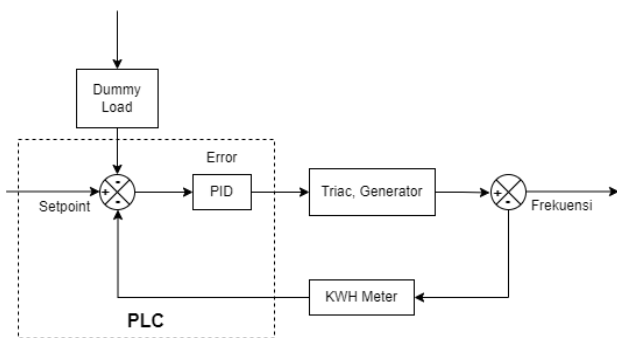 Dummy
Load
Error
-
+
-
PID
Triac, Generator
+
-
Setpoint
Frekuensi
KWH Meter
PLC